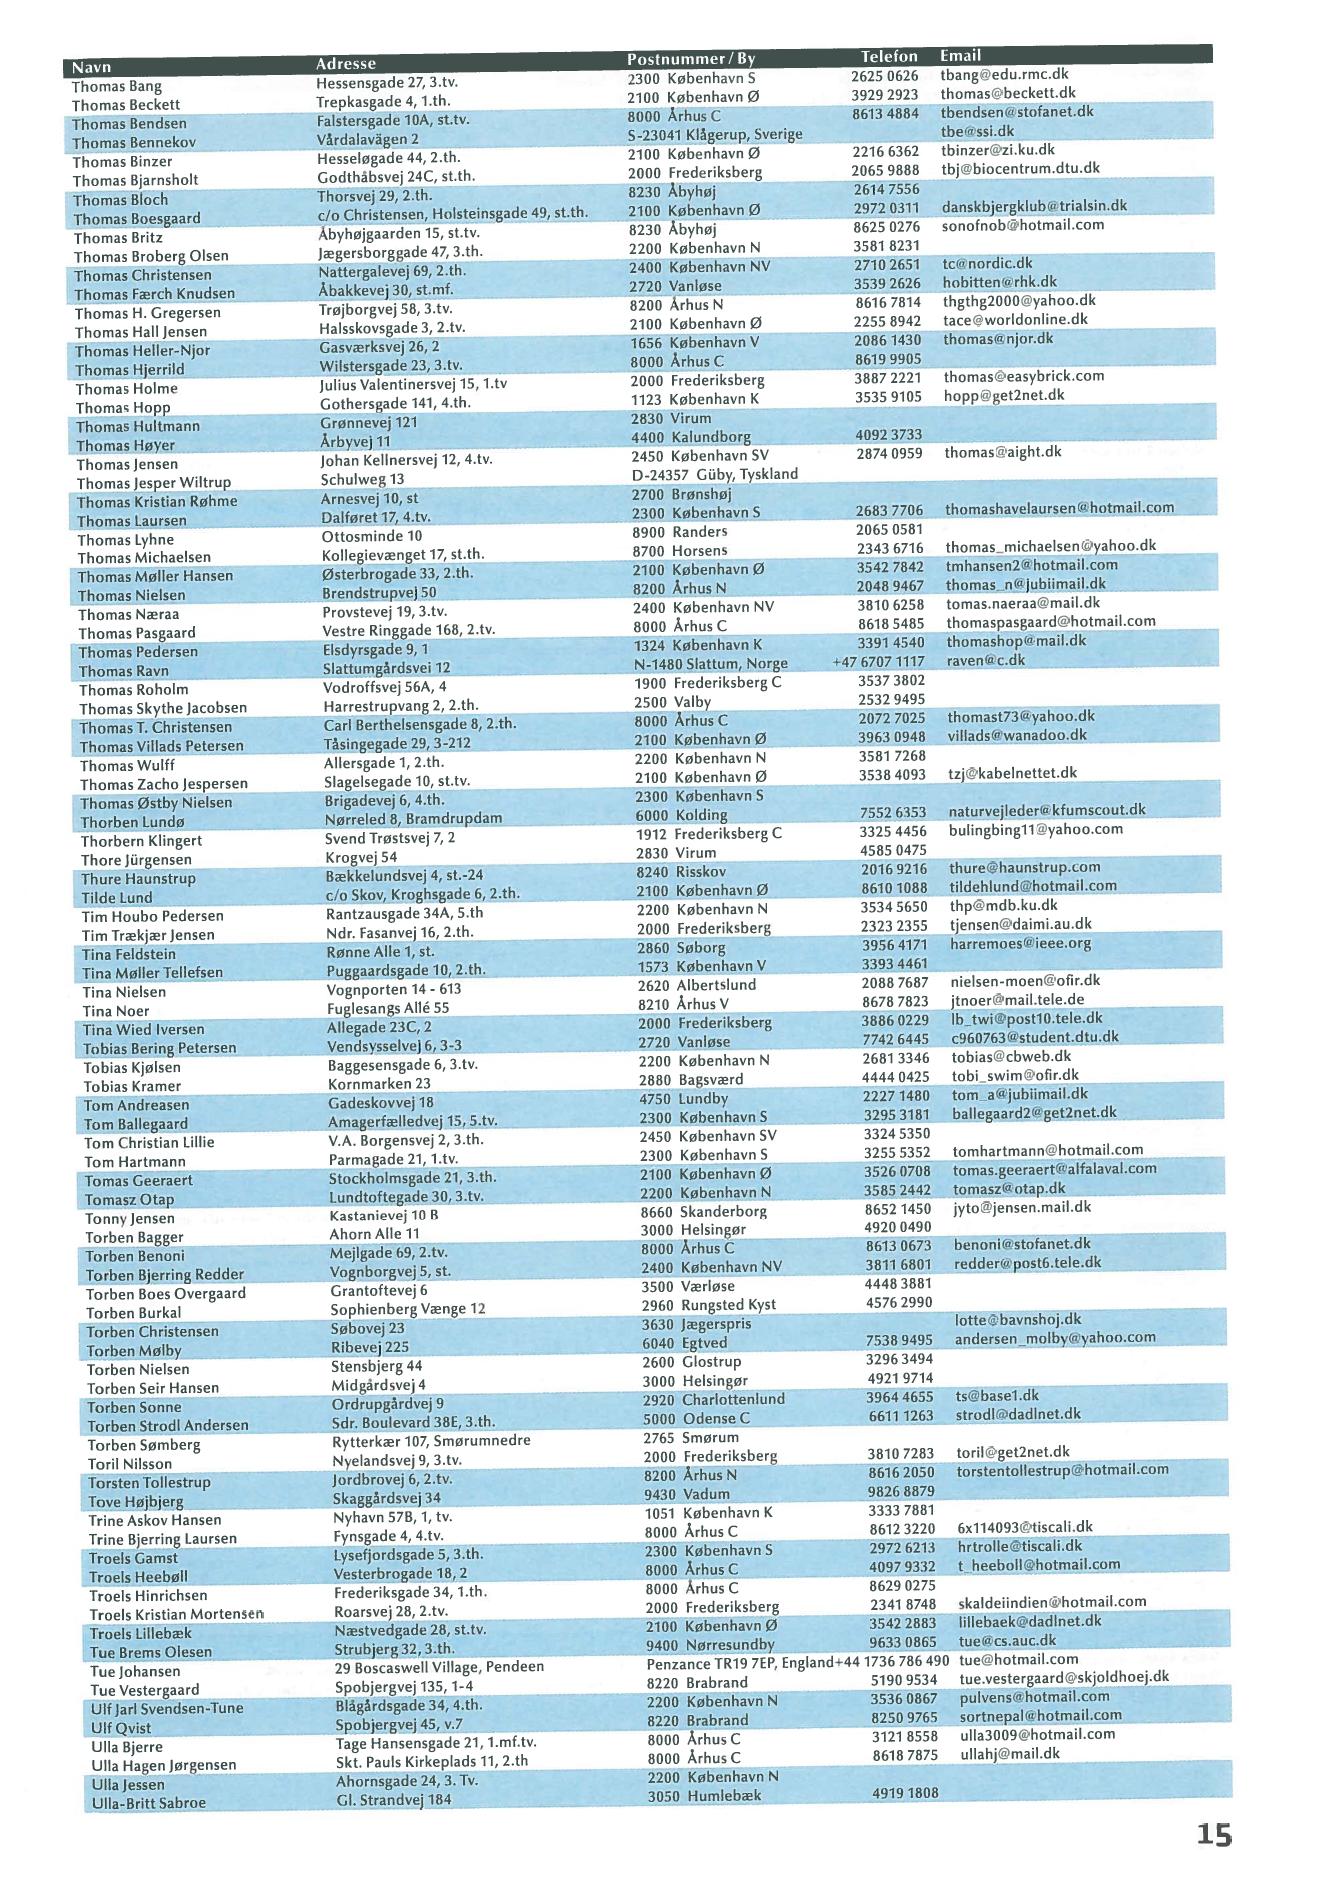 Navn Adresse Postnummer / By Telefon Email
Thomas Bang Hessensgade 27, 3.tv. 2300 København S 2625 0626 tbang@edu.rmc.dk
Thomas Beckett Trepkasgade 4, 1.th. 2100 København Ø 3929 2923 thomas@beckett.dk
Thomas Bendsen Falstersgade 10A, st.tv. 8000 Århus C 8613 4884 tbendsen@stofanet.dk
Thomas Bennekov Vårdalavägen 2 S-23041 Klågerup, Sverige tbe@ssi.dk
Thomas Binzer Hesseløgade 44, 2.th. 2100 København Ø 2216 6362 tbinzer@zi.ku.dk
Thomas Bjarnsholt Godthåbsvej 24C, st.th. 2000 Frederiksberg 2065 9888 tbj@biocentrum.dtu.dk
Thomas Bloch Thorsvej 29, 2.th. 8230 Åbyhøj 2614 7556
Thomas Boesgaard c/o Christensen, Holsteinsgade 49, st.th. 2100 København Ø 2972 0311 danskbjergklub@trialsin.dk
Thomas Britz Åbyhøjgaarden 15, st.tv. 8230 Åbyhøj 8625 0276 sonofnob@hotmail.com
Thomas Broberg Olsen Jægersborggade 47, 3.th. 2200 København N 3581 8231
Thomas Christensen Nattergalevej 69, 2.th. 2400 København NV 2710 2651 tc@nordic.dk
Thomas Færch Knudsen Åbakkevej 30, st.mf. 2720 Vanløse 3539 2626 hobitten@rhk.dk
Thomas H. Gregersen Trøjborgvej 58, 3.tv. 8200 Århus N 8616 7814 thgthg2000@yahoo.dk
Thomas Hall Jensen Halsskovsgade 3, 2.tv. 2100 København Ø 2255 8942 tace@worldonline.dk
Thomas Heller-Njor Gasværksvej 26, 2 1656 København V 2086 1430 thomas@njor.dk
Thomas Hjerrild Wilstersgade 23, 3.tv. 8000 Århus C 8619 9905
Thomas Holme Julius Valentinersvej 15, 1.tv 2000 Frederiksberg 3887 2221 thomas@easybrick.com
Thomas Hopp Gothersgade 141, 4.th. 1123 København K 3535 9105 hopp@get2net.dk
Thomas Hultmann Grønnevej 121 2830 Virum
Thomas Høyer Årbyvej 11 4400 Kalundborg 4092 3733
Thomas Jensen Johan Kellnersvej 12, 4.tv. 2450 København SV 2874 0959 thomas@aight.dk
Thomas Jesper Wiltrup Schulweg 13 D-24357 Güby, Tyskland
Thomas Kristian Røhme Arnesvej 10, st 2700 Brønshøj
Thomas Laursen Dalføret 17, 4.tv. 2300 København S 2683 7706 thomashavelaursen@hotmail.com
Thomas Lyhne Ottosminde 10 8900 Randers 2065 0581
Thomas Michaelsen Kollegievænget 17, st.th. 8700 Horsens 2343 6716 thomas_michaelsen@yahoo.dk
Thomas Møller Hansen Østerbrogade 33, 2.th. 2100 København Ø 3542 7842 tmhansen2@hotmail.com
Thomas Nielsen Brendstrupvej 50 8200 Århus N 2048 9467 thomas_n@jubiimail.dk
Thomas Næraa Provstevej 19, 3.tv. 2400 København NV 3810 6258 tomas.naeraa@mail.dk
Thomas Pasgaard Vestre Ringgade 168, 2.tv. 8000 Århus C 8618 5485 thomaspasgaard@hotmail.com
Thomas Pedersen Elsdyrsgade 9, 1 1324 København K 3391 4540 thomashop@mail.dk
Thomas Ravn Slattumgårdsvei 12 N-1480 Slattum, Norge +47 6707 1117 raven@c.dk
Thomas Roholm Vodroffsvej 56A, 4 1900 Frederiksberg C 3537 3802
Thomas Skythe Jacobsen Harrestrupvang 2, 2.th. 2500 Valby 2532 9495
Thomas T. Christensen Carl Berthelsensgade 8, 2.th. 8000 Århus C 2072 7025 thomast73@yahoo.dk
Thomas Villads Petersen Tåsingegade 29, 3-212 2100 København Ø 3963 0948 villads@wanadoo.dk
Thomas Wulff Allersgade 1, 2.th. 2200 København N 3581 7268
Thomas Zacho Jespersen Slagelsegade 10, st.tv. 2100 København Ø 3538 4093 tzj@kabelnettet.dk
Thomas Østby Nielsen Brigadevej 6, 4.th. 2300 København S
Thorben Lundø Nørreled 8, Bramdrupdam 6000 Kolding 7552 6353 naturvejleder@kfumscout.dk
Thorbern Klingert Svend Trøstsvej 7, 2 1912 Frederiksberg C 3325 4456 bulingbing11@yahoo.com
Thore Jürgensen Krogvej 54 2830 Virum 4585 0475
Thure Haunstrup Bækkelundsvej 4, st.-24 8240 Risskov 2016 9216 thure@haunstrup.com
Tilde Lund c/o Skov, Kroghsgade 6, 2.th. 2100 København Ø 8610 1088 tildehlund@hotmail.com
Tim Houbo Pedersen Rantzausgade 34A, 5.th 2200 København N 3534 5650 thp@mdb.ku.dk
Tim Trækjær Jensen Ndr. Fasanvej 16, 2.th. 2000 Frederiksberg 2323 2355 tjensen@daimi.au.dk
Tina Feldstein Rønne Alle 1, st. 2860 Søborg 3956 4171 harremoes@ieee.org
Tina Møller Tellefsen Puggaardsgade 10, 2.th. 1573 København V 3393 4461
Tina Nielsen Vognporten 14 - 613 2620 Albertslund 2088 7687 nielsen-moen@ofir.dk
Tina Noer Fuglesangs Allé 55 8210 Århus V 8678 7823 jtnoer@mail.tele.de
Tina Wied Iversen Allegade 23C, 2 2000 Frederiksberg 3886 0229 lb_twi@post10.tele.dk
Tobias Bering Petersen Vendsysselvej 6, 3-3 2720 Vanløse 7742 6445 c960763@student.dtu.dk
Tobias Kjølsen Baggesensgade 6, 3.tv. 2200 København N 2681 3346 tobias@cbweb.dk
Tobias Kramer Kornmarken 23 2880 Bagsværd 4444 0425 tobi_swim@ofir.dk
Tom Andreasen Gadeskovvej 18 4750 Lundby 2227 1480 tom_a@jubiimail.dk
Tom Ballegaard Amagerfælledvej 15, 5.tv. 2300 København S 3295 3181 ballegaard2@get2net.dk
Tom Christian Lillie V.A. Borgensvej 2, 3.th. 2450 København SV 3324 5350
Tom Hartmann Parmagade 21, 1.tv. 2300 København S 3255 5352 tomhartmann@hotmail.com
Tomas Geeraert Stockholmsgade 21, 3.th. 2100 København Ø 3526 0708 tomas.geeraert@alfalaval.com
Tomasz Otap Lundtoftegade 30, 3.tv. 2200 København N 3585 2442 tomasz@otap.dk
Tonny Jensen Kastanievej 10 B 8660 Skanderborg 8652 1450 jyto@jensen.mail.dk
Torben Bagger Ahorn Alle 11 3000 Helsingør 4920 0490
Torben Benoni Mejlgade 69, 2.tv. 8000 Århus C 8613 0673 benoni@stofanet.dk
Torben Bjerring Redder Vognborgvej 5, st. 2400 København NV 3811 6801 redder@post6.tele.dk
Torben Boes Overgaard Grantoftevej 6 3500 Værløse 4448 3881
Torben Burkal Sophienberg Vænge 12 2960 Rungsted Kyst 4576 2990
Torben Christensen Søbovej 23 3630 Jægerspris lotte@bavnshoj.dk
Torben Mølby Ribevej 225 6040 Egtved 7538 9495 andersen_molby@yahoo.com
Torben Nielsen Stensbjerg 44 2600 Glostrup 3296 3494
Torben Seir Hansen Midgårdsvej 4 3000 Helsingør 4921 9714
Torben Sonne Ordrupgårdvej 9 2920 Charlottenlund 3964 4655 ts@base1.dk
Torben Strodl Andersen Sdr. Boulevard 38E, 3.th. 5000 Odense C 6611 1263 strodl@dadlnet.dk
Torben Sømberg Rytterkær 107, Smørumnedre 2765 Smørum
Toril Nilsson Nyelandsvej 9, 3.tv. 2000 Frederiksberg 3810 7283 toril@get2net.dk
Torsten Tollestrup Jordbrovej 6, 2.tv. 8200 Århus N 8616 2050 torstentollestrup@hotmail.com
Tove Højbjerg Skaggårdsvej 34 9430 Vadum 9826 8879
Trine Askov Hansen Nyhavn 57B, 1, tv. 1051 København K 3333 7881
Trine Bjerring Laursen Fynsgade 4, 4.tv. 8000 Århus C 8612 3220 6x114093@tiscali.dk
Troels Gamst Lysefjordsgade 5, 3.th. 2300 København S 2972 6213 hrtrolle@tiscali.dk
Troels Heebøll Vesterbrogade 18, 2 8000 Århus C 4097 9332 t_heeboll@hotmail.com
Troels Hinrichsen Frederiksgade 34, 1.th. 8000 Århus C 8629 0275
Troels Kristian Mortensen Roarsvej 28, 2.tv. 2000 Frederiksberg 2341 8748 skaldeiindien@hotmail.com
Troels Lillebæk Næstvedgade 28, st.tv. 2100 København Ø 3542 2883 lillebaek@dadlnet.dk
Tue Brems Olesen Strubjerg 32, 3.th. 9400 Nørresundby 9633 0865 tue@cs.auc.dk
Tue Johansen 29 Boscaswell Village, Pendeen Penzance TR19 7EP, England+44 1736 786 490 tue@hotmail.com
Tue Vestergaard Spobjergvej 135, 1-4 8220 Brabrand 5190 9534 tue.vestergaard@skjoldhoej.dk
Ulf Jarl Svendsen-Tune Blågårdsgade 34, 4.th. 2200 København N 3536 0867 pulvens@hotmail.com
Ulf Qvist Spobjergvej 45, v.7 8220 Brabrand 8250 9765 sortnepal@hotmail.com
Ulla Bjerre Tage Hansensgade 21, 1.mf.tv. 8000 Århus C 3121 8558 ulla3009@hotmail.com
Ulla Hagen Jørgensen Skt. Pauls Kirkeplads 11, 2.th 8000 Århus C 8618 7875 ullahj@mail.dk
Ulla Jessen Ahornsgade 24, 3. Tv. 2200 København N
Ulla-Britt Sabroe Gl. Strandvej 184 3050 Humlebæk 4919 1808
15